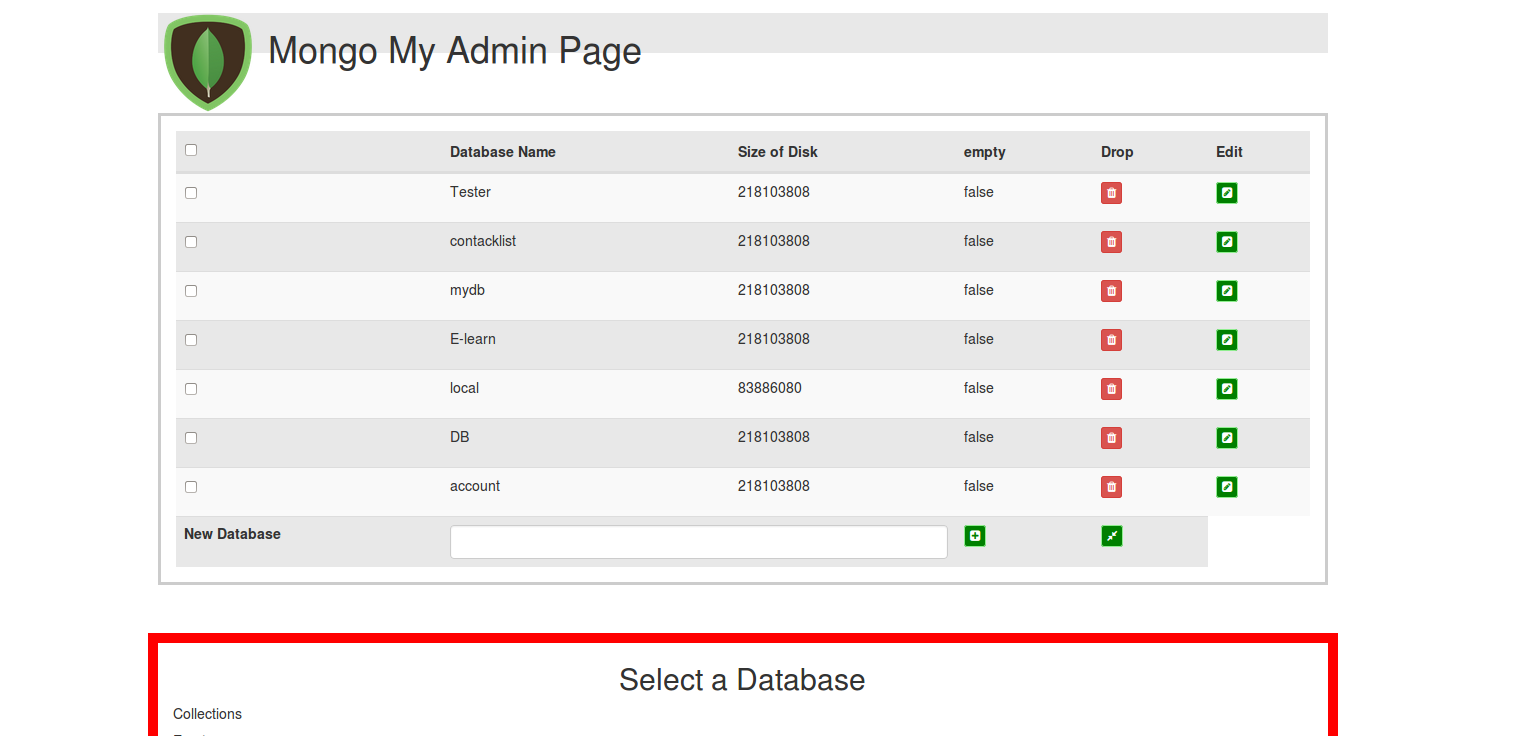 Mongo My Admin Page
Database Name Size of Disk empty Drop Edit
Tester 218103808 false
contacklist 218103808 false
mydb 218103808 false
E-learn 218103808 false
local 83886080 false
DB 218103808 false
account 218103808 false
New Database
Select a Database
Collections